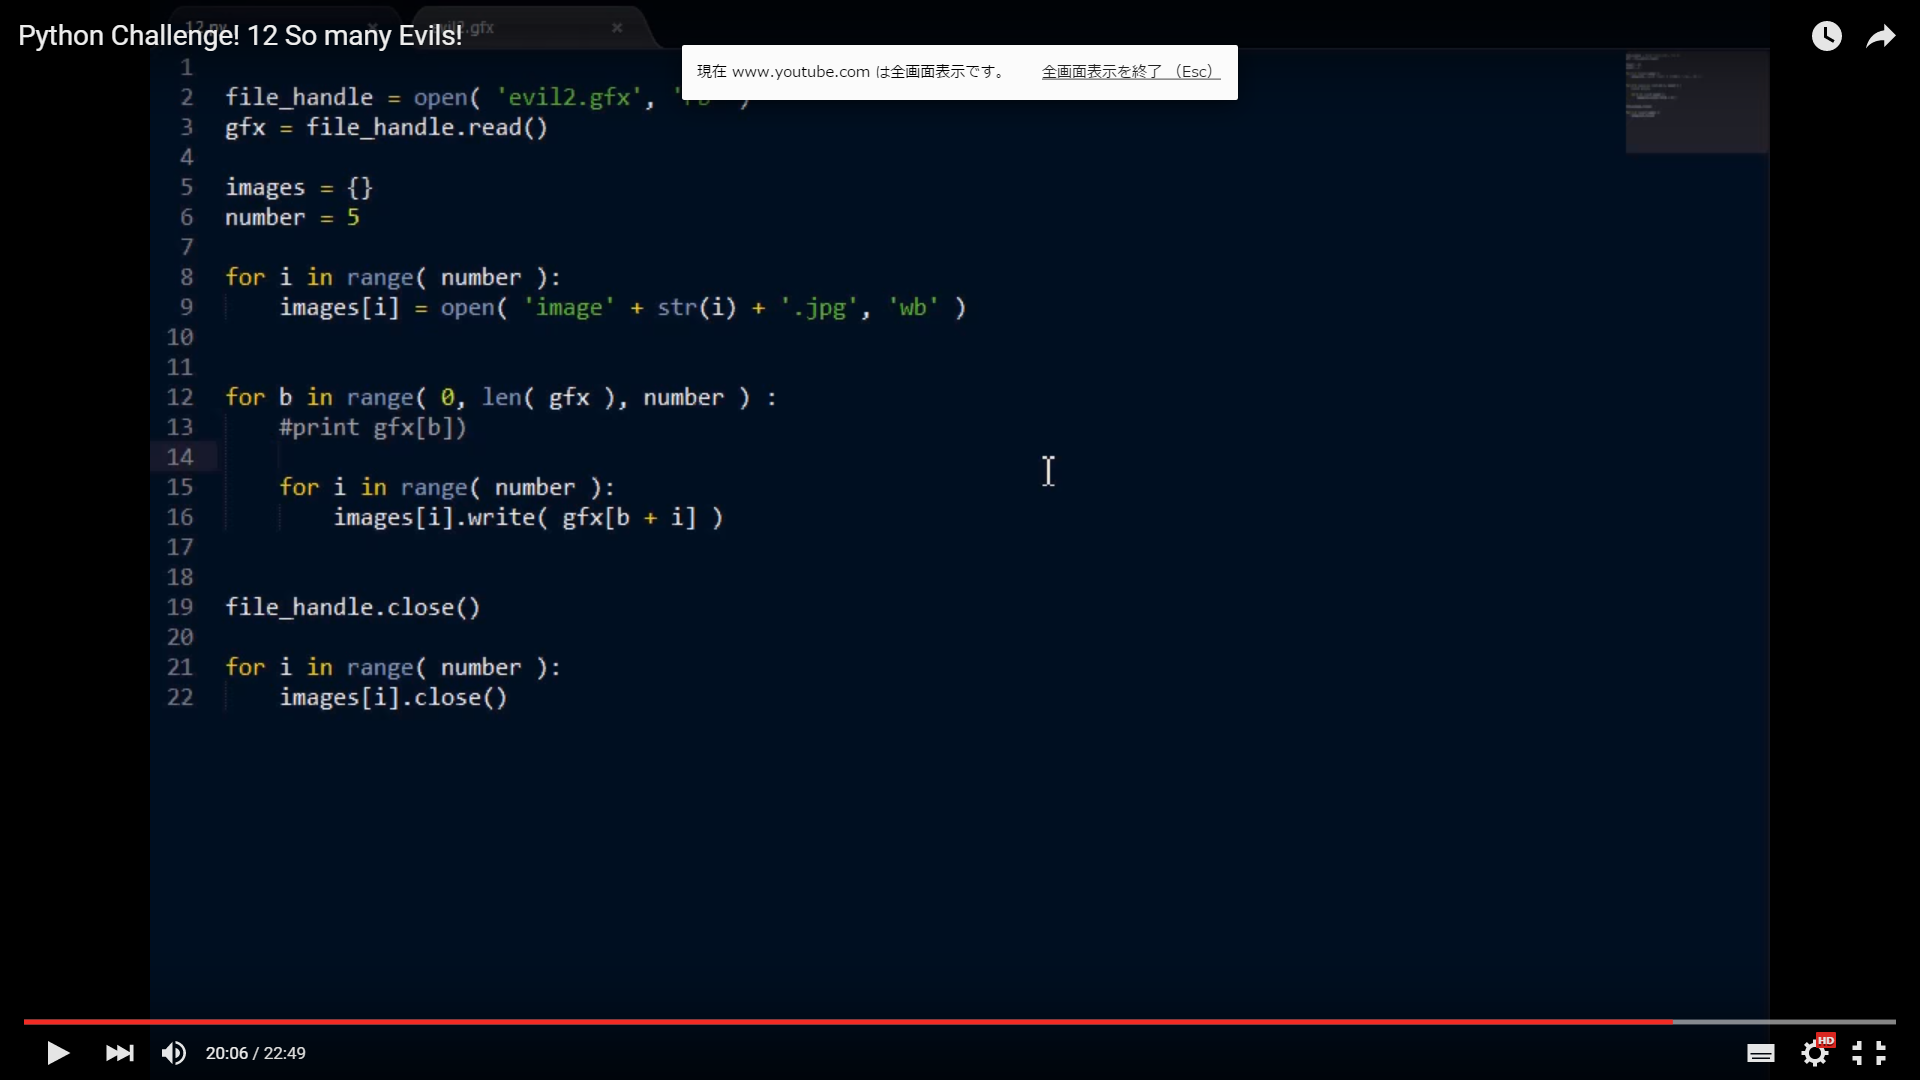 Python Challenge! 12 So many Evils!
現在 www.youtube.com は全画面表示です。 全画面表示を終了 （Esc）
1
2 file_handle = open( 'evil2.gfx',
3 gfx = file_handle.read()
4
5 images = {}
6 number = 5
7
8 for i in range( number ):
9 images[i] = open( 'image' + str(i) + '.jpg', 'wb' )
10
11
12 for b in range( 0, len( gfx ), number ) :
13 #print gfx[b])
14
15 for i in range( number ):
16 images[i].write( gfx[b + i] )
17
18
19 file_handle.close()
20
21 for i in range( number ):
22 images[i].close()
20:06 / 22:49
HD